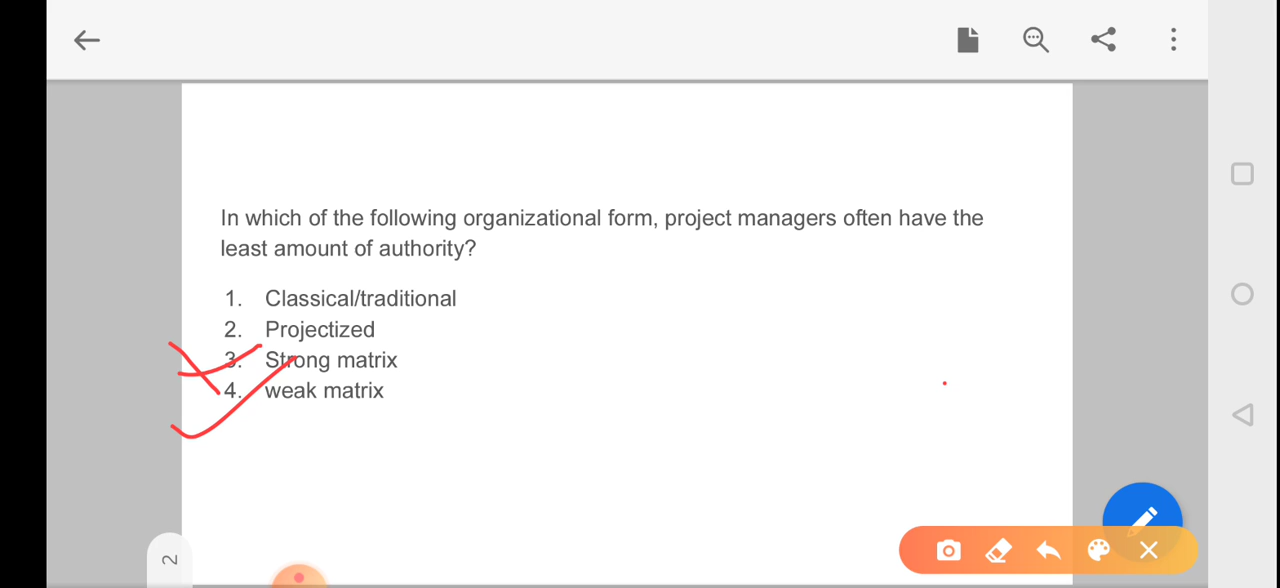 In which of the following organizational form, project managers often have the
least amount of authority?
1. Classical/traditional
2. Projectized
3. Strong matrix
4. weak matrix
2